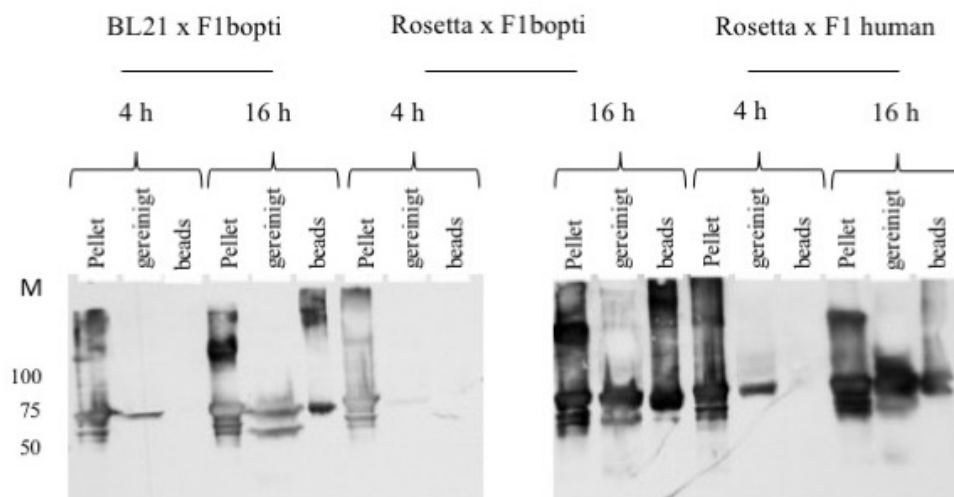 BL21 x F1bopti Rosetta x F1bopti Rosetta x F1 human
4 h 16 h 4 h 16 h 4 h 16 h
Pellet gereinigt beads Pellet gereinigt beads Pellet gereinigt beads Pellet gereinigt beads Pellet gereinigt beads Pellet gereinigt beads
M
100
75
50